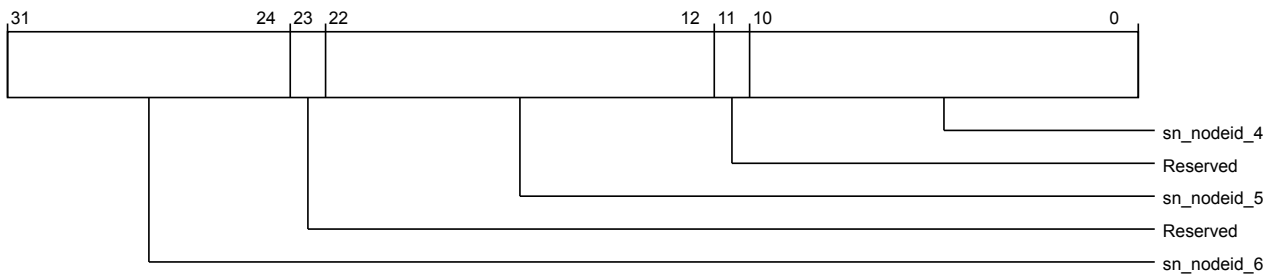 31 24 23 22 12 11 10 0
sn_nodeid_4
Reserved
sn_nodeid_5
Reserved
sn_nodeid_6